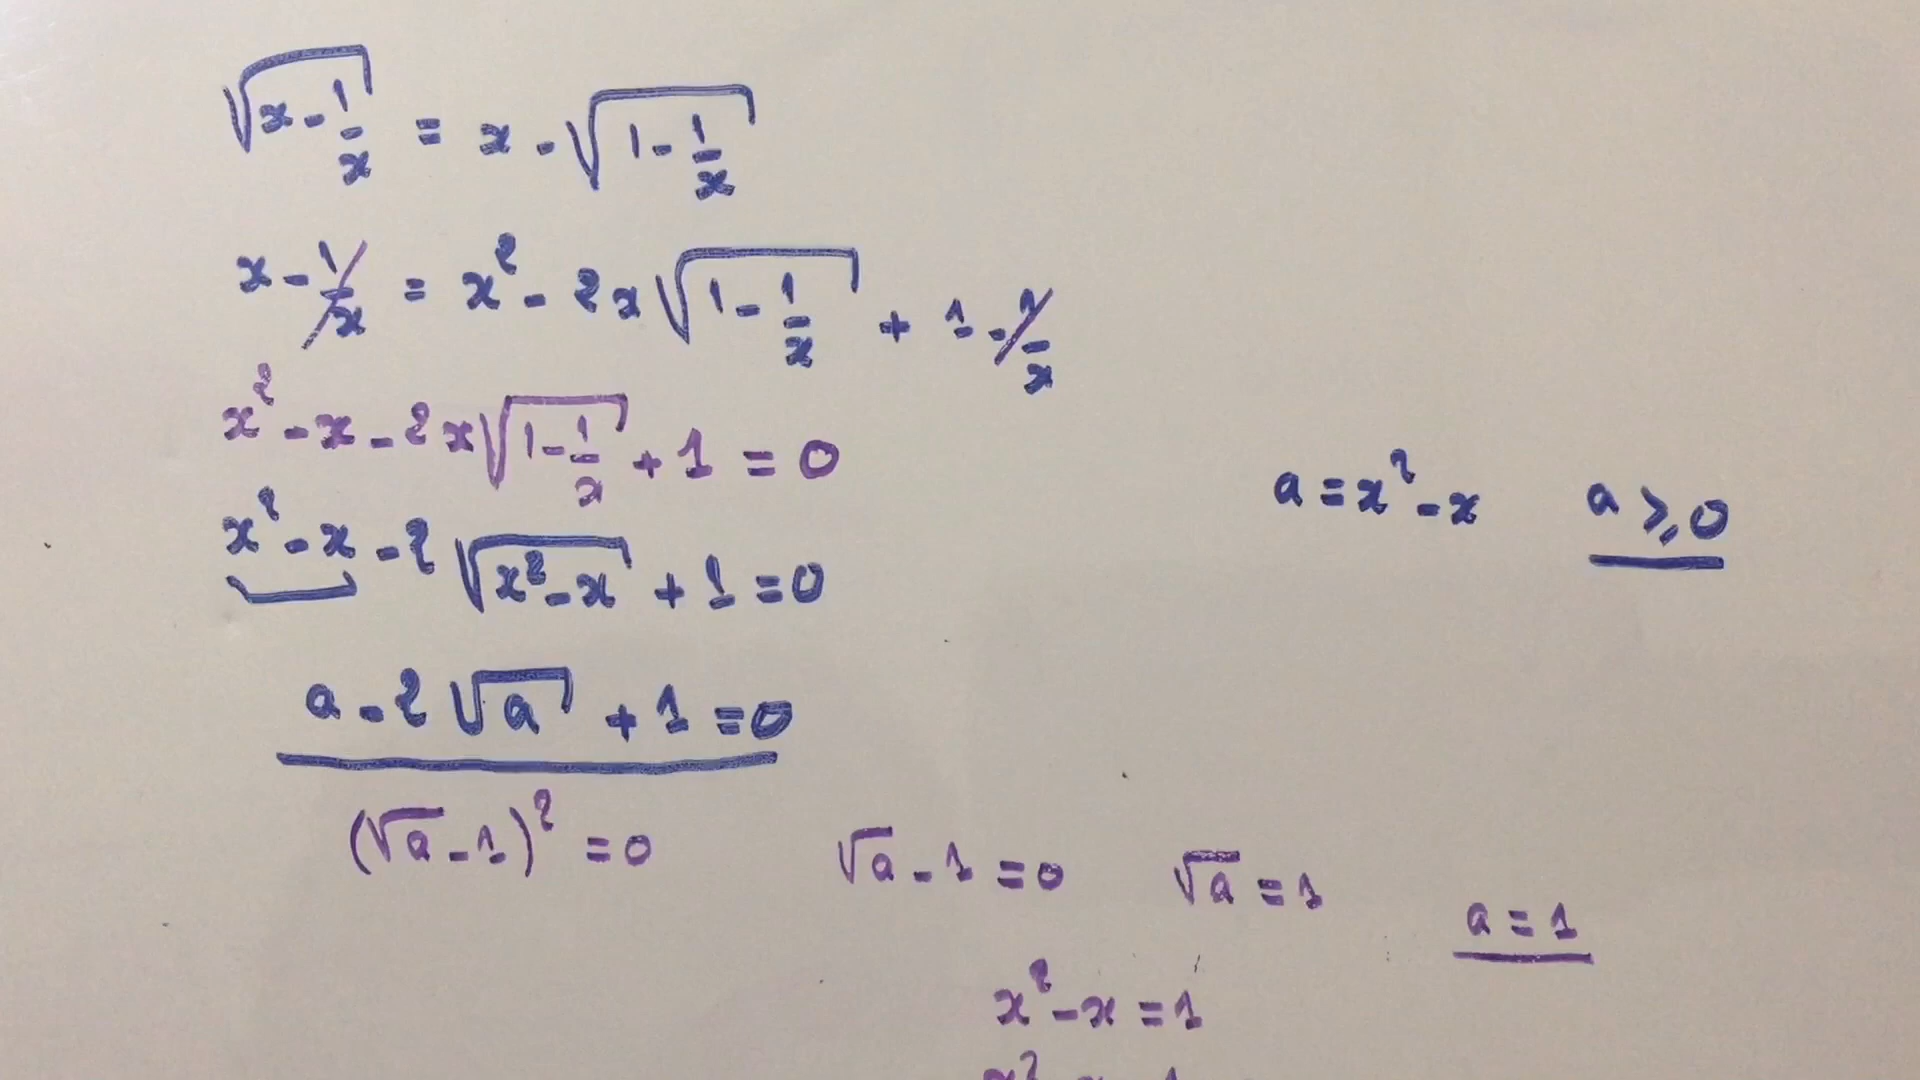 √(x - 1/x) = x - √(1 - 1/x)
x - 1/x = x² - 2x√(1 - 1/x) + 1 - 1/x
x² - x - 2x√(1 - 1/x) + 1 = 0
a = x² - x    a ⩾ 0
x² - x - 2√(x² - x) + 1 = 0
a - 2√a + 1 = 0
(√a - 1)² = 0    √a - 1 = 0    √a = 1    a = 1
x² - x = 1